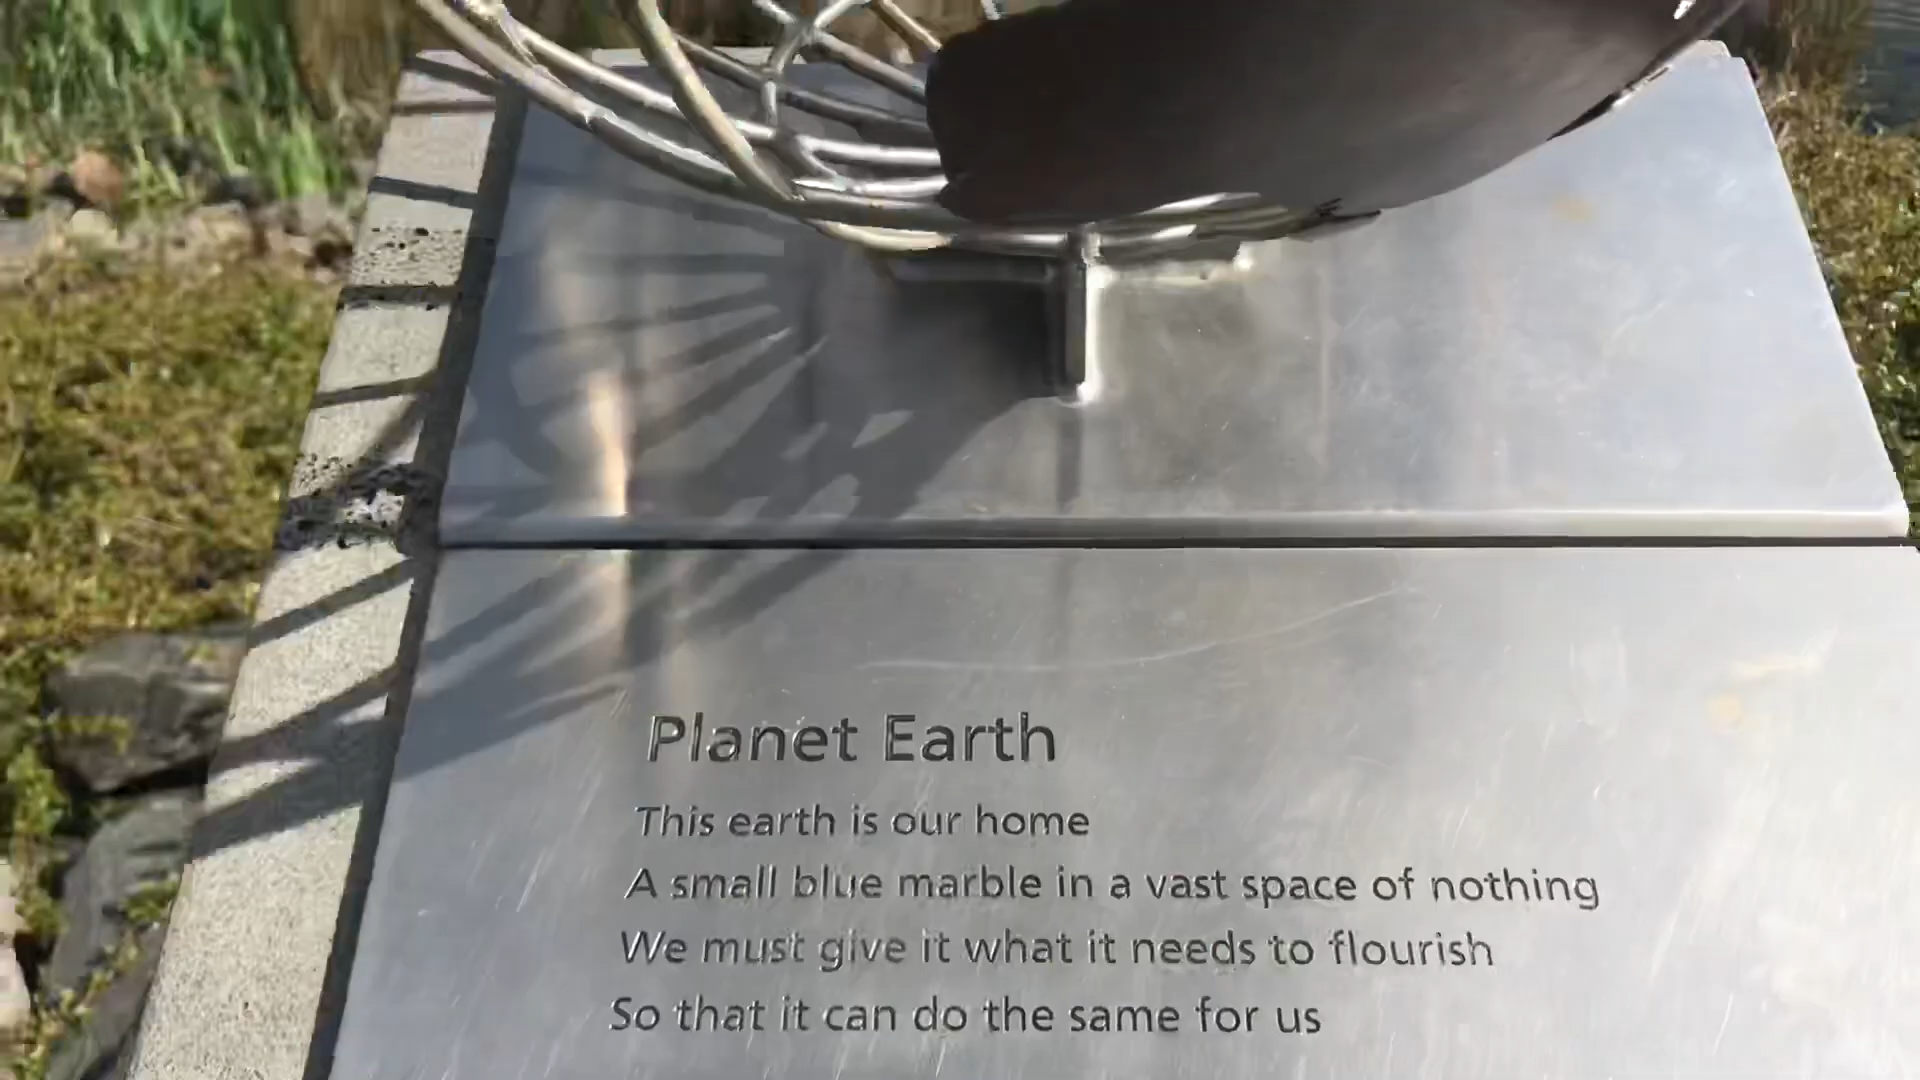 Planet Earth
This earth is our home
A small blue marble in a vast space of nothing
We must give it what it needs to flourish
So that it can do the same for us